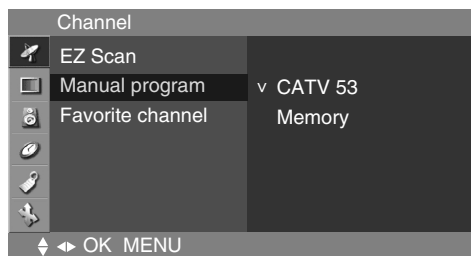 Channel
EZ Scan
Manual program
v CATV 53
Favorite channel
Memory
OK MENU